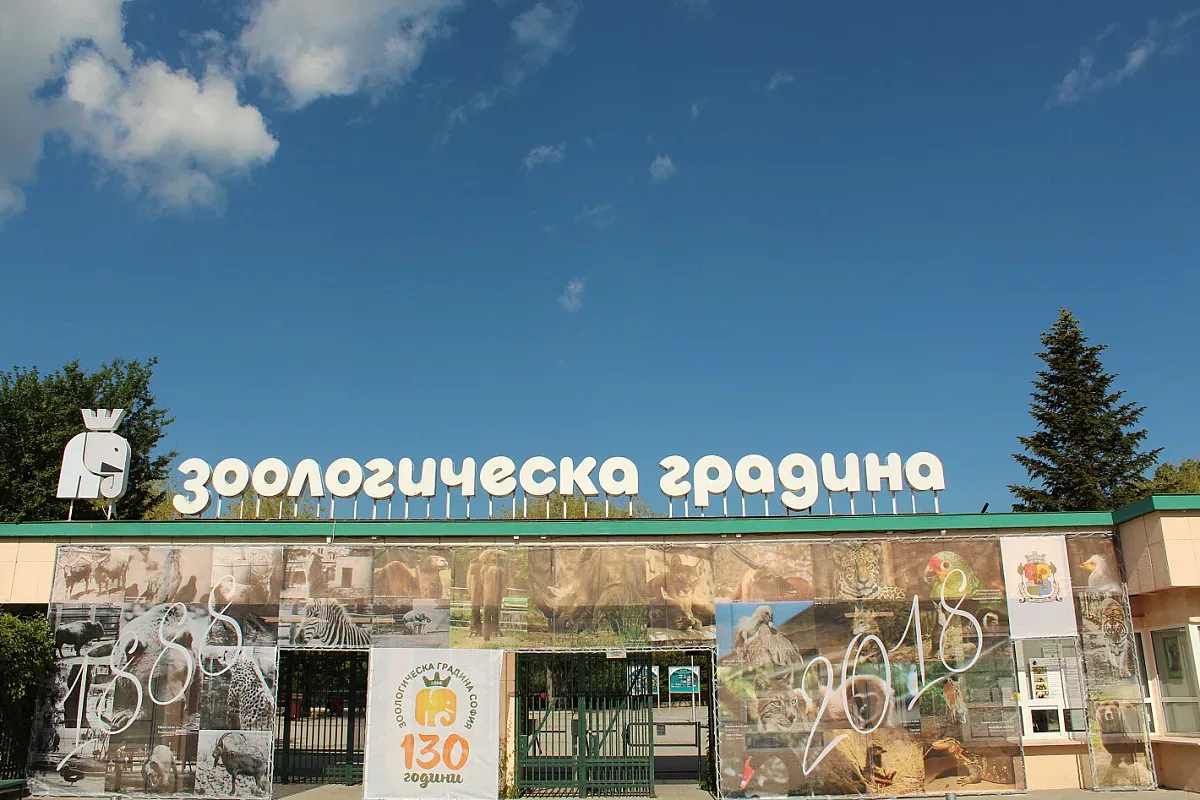 зоологическа градина
1888
2018
ЗООЛОГИЧЕСКА ГРАДИНА СОФИЯ
130
години